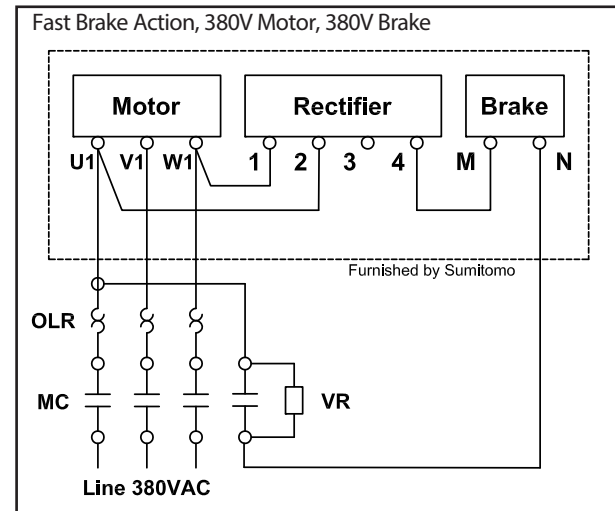 Fast Brake Action, 380V Motor, 380V Brake
Motor Rectifier Brake
U1 V1 W1 1 2 3 4 M N
Furnished by Sumitomo
OLR
MC VR
Line 380VAC